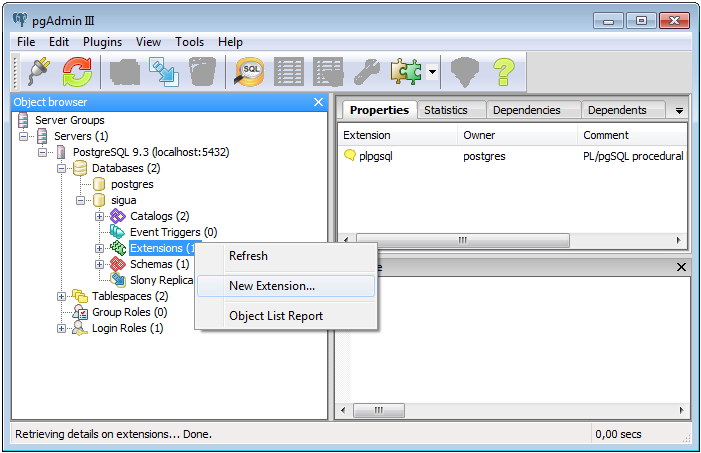 pgAdmin III
File Edit Plugins View Tools Help
SQL
Object browser
Server Groups
Servers (1)
PostgreSQL 9.3 (localhost:5432)
Databases (2)
postgres
sigua
Catalogs (2)
Event Triggers (0)
Extensions (1
Schemas (1)
Slony Replica
Tablespaces (2)
Group Roles (0)
Login Roles (1)
Refresh
New Extension...
Object List Report
Properties Statistics Dependencies Dependents
Extension Owner Comment
plpgsql postgres PL/pgSQL procedural
Retrieving details on extensions... Done. 0,00 secs